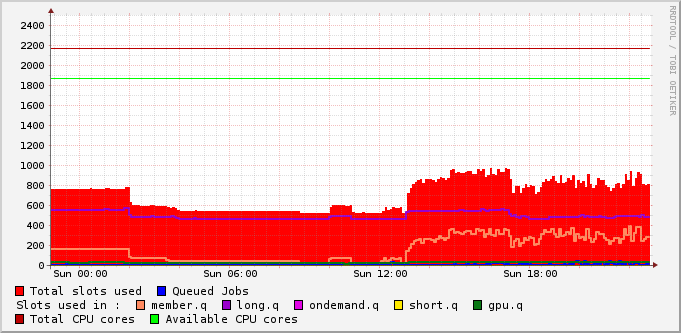 RRDTOOL / TOBI OETIKER
2400
2200
2000
1800
1600
1400
1200
1000
800
600
400
200
0
Sun 00:00 Sun 06:00 Sun 12:00 Sun 18:00
Total slots used Queued Jobs
Slots used in : member.q long.q ondemand.q short.q gpu.q
Total CPU cores Available CPU cores